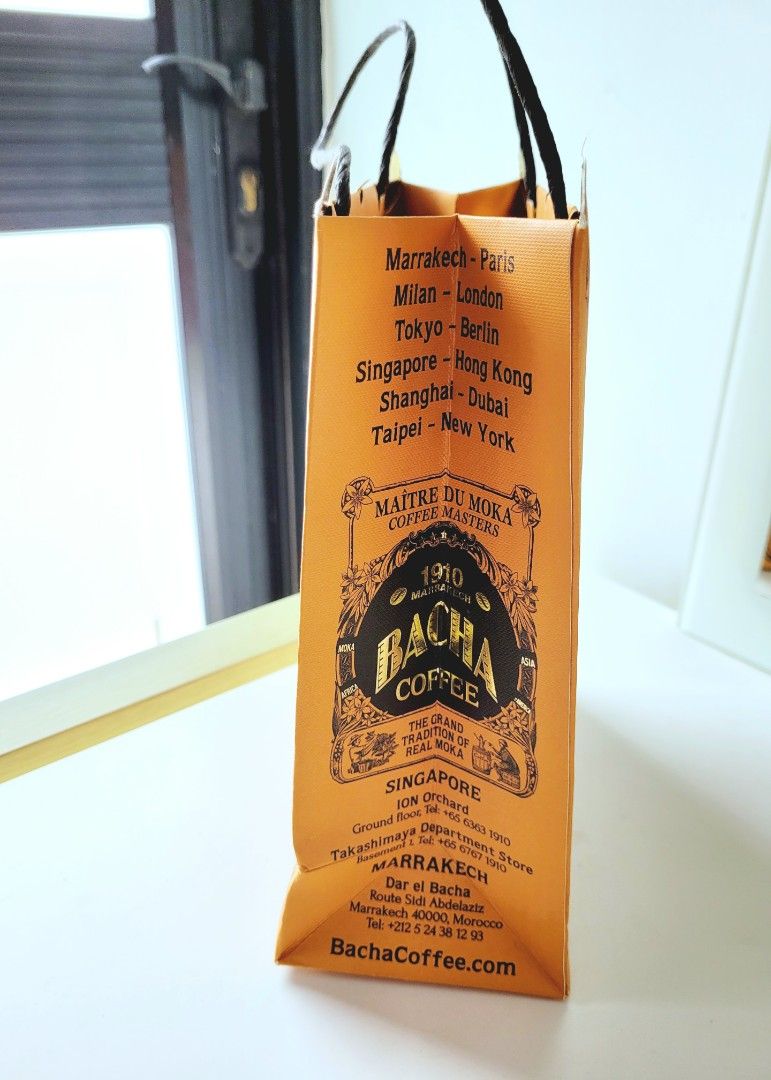 Marrakech - Paris
Milan - London
Tokyo - Berlin
Singapore - Hong Kong
Shanghai - Dubai
Taipei - New York
MAÎTRE DU MOKA
COFFEE MASTERS
1910
MARRAKECH
BACHA
COFFEE
MOKA
ASIA
AFRICA
THE GRAND
TRADITION OF
REAL MOKA
SINGAPORE
ION Orchard
Ground floor, Tel: +65 6363 1910
Takashimaya Department Store
Basement 1, Tel: +65 6767 1910
MARRAKECH
Dar el Bacha
Route Sidi Abdelaziz
Marrakech 40000, Morocco
Tel: +212 5 24 38 12 93
BachaCoffee.com